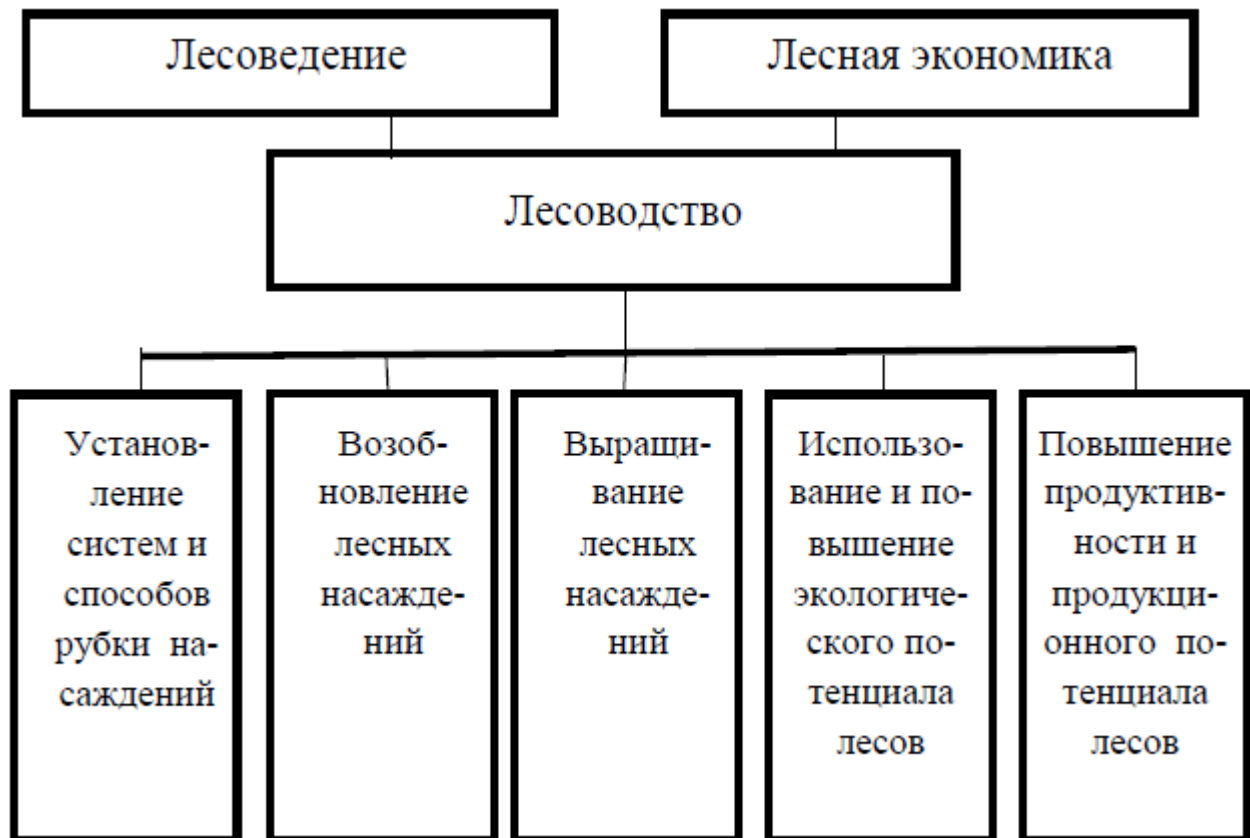 Лесоведение
Лесная экономика
Лесоводство
Установ-
ление
систем и
способов
рубки на-
саждений
Возоб-
новление
лесных
насажде-
ний
Выращи-
вание
лесных
насажде-
ний
Использо-
вание и по-
вышение
экологиче-
ского по-
тенциала
лесов
Повышение
продуктив-
ности и
продукци-
онного по-
тенциала
лесов